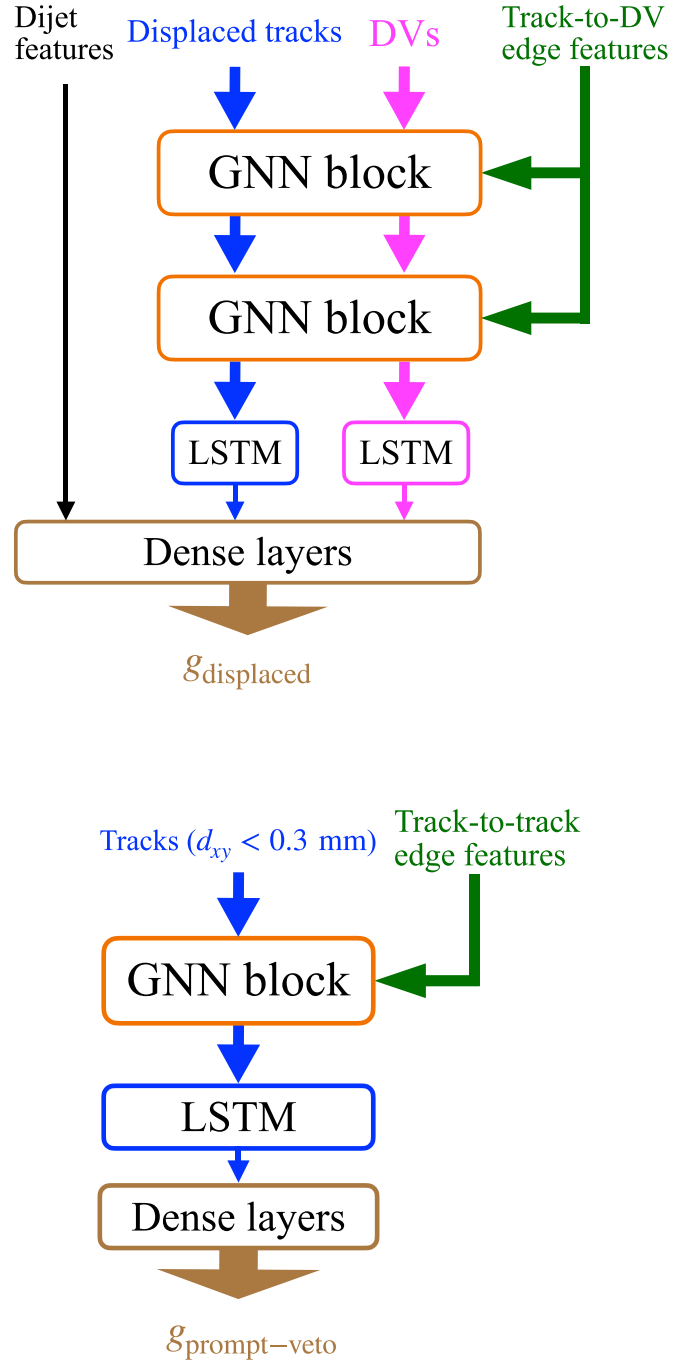 Dijet
features
Displaced tracks
DVs
Track-to-DV
edge features
GNN block
GNN block
LSTM
LSTM
Dense layers
g_displaced
Tracks (d_xy < 0.3 mm)
Track-to-track
edge features
GNN block
LSTM
Dense layers
g_prompt−veto